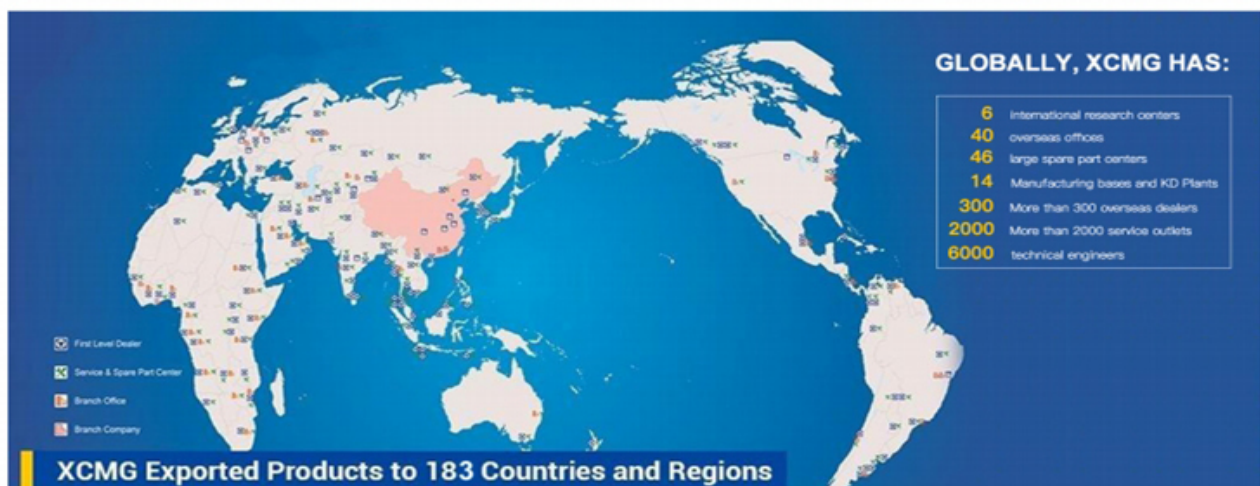 GLOBALLY, XCMG HAS:
6 International research centers
40 overseas offices
46 large spare part centers
14 Manufacturing bases and KD Plants
300 More than 300 overseas dealers
2000 More than 2000 service outlets
6000 technical engineers
First Level Dealer
Service & Spare Part Center
Branch Office
Branch Company
XCMG Exported Products to 183 Countries and Regions